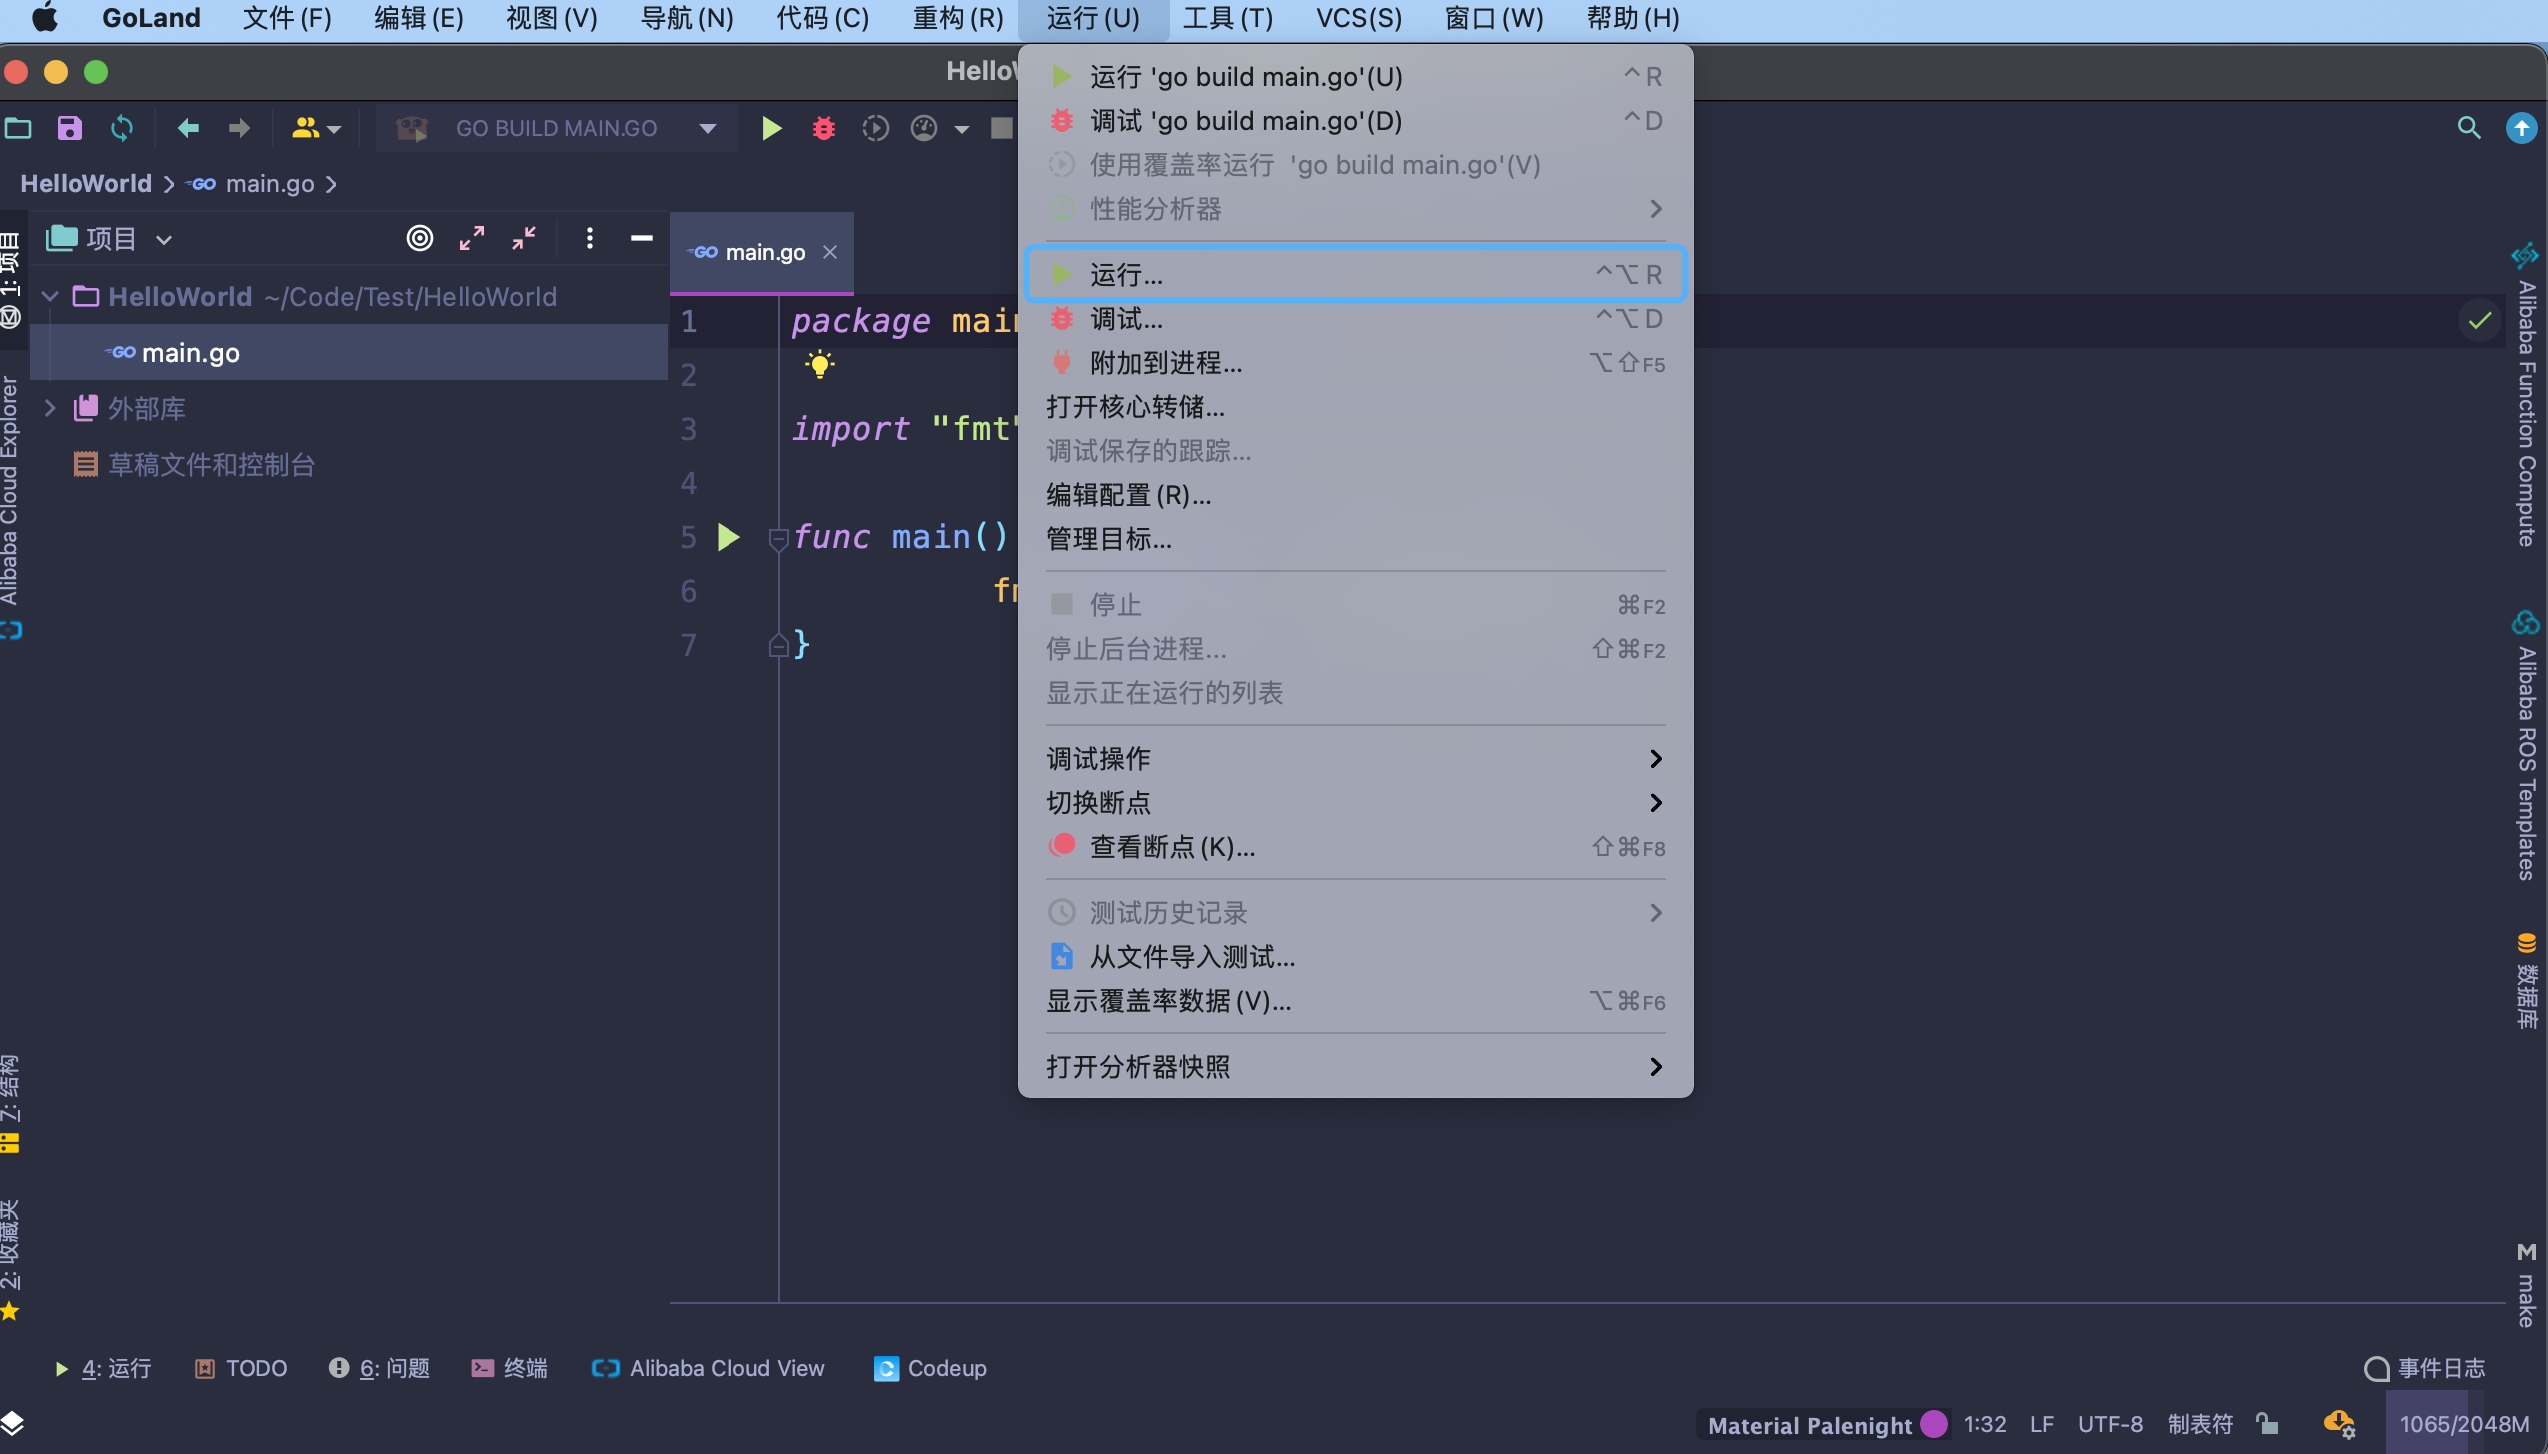 GoLand 文件(F) 编辑(E) 视图(V) 导航(N) 代码(C) 重构(R) 运行(U) 工具(T) VCS(S) 窗口(W) 帮助(H)
HelloW
GO BUILD MAIN.GO
HelloWorld main.go
项目
main.go
HelloWorld ~/Code/Test/HelloWorld
main.go
外部库
草稿文件和控制台
1 package main
2
3 import "fmt"
4
5 func main()
6 fm
7 }
运行 'go build main.go'(U) ^R
调试 'go build main.go'(D) ^D
使用覆盖率运行 'go build main.go'(V)
性能分析器
运行... ^⌥R
调试... ^⌥D
附加到进程... ⌥⇧F5
打开核心转储...
调试保存的跟踪...
编辑配置(R)...
管理目标...
停止 ⌘F2
停止后台进程... ⇧⌘F2
显示正在运行的列表
调试操作
切换断点
查看断点(K)... ⇧⌘F8
测试历史记录
从文件导入测试...
显示覆盖率数据(V)... ⌥⌘F6
打开分析器快照
1: 项目
Alibaba Cloud Explorer
7: 结构
2: 收藏夹
Alibaba Function Compute
Alibaba ROS Templates
数据库
M make
4: 运行 TODO 6: 问题 终端 Alibaba Cloud View Codeup 事件日志
Material Palenight 1:32 LF UTF-8 制表符 1065/2048M